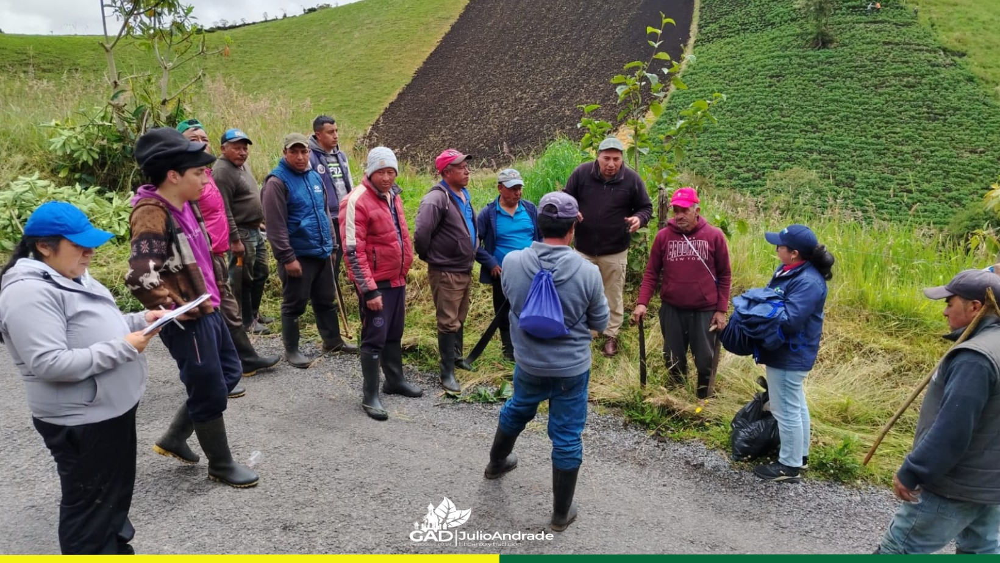 BROOKLYN
NEW YORK
GAD
JulioAndrade
Encanto y tradición